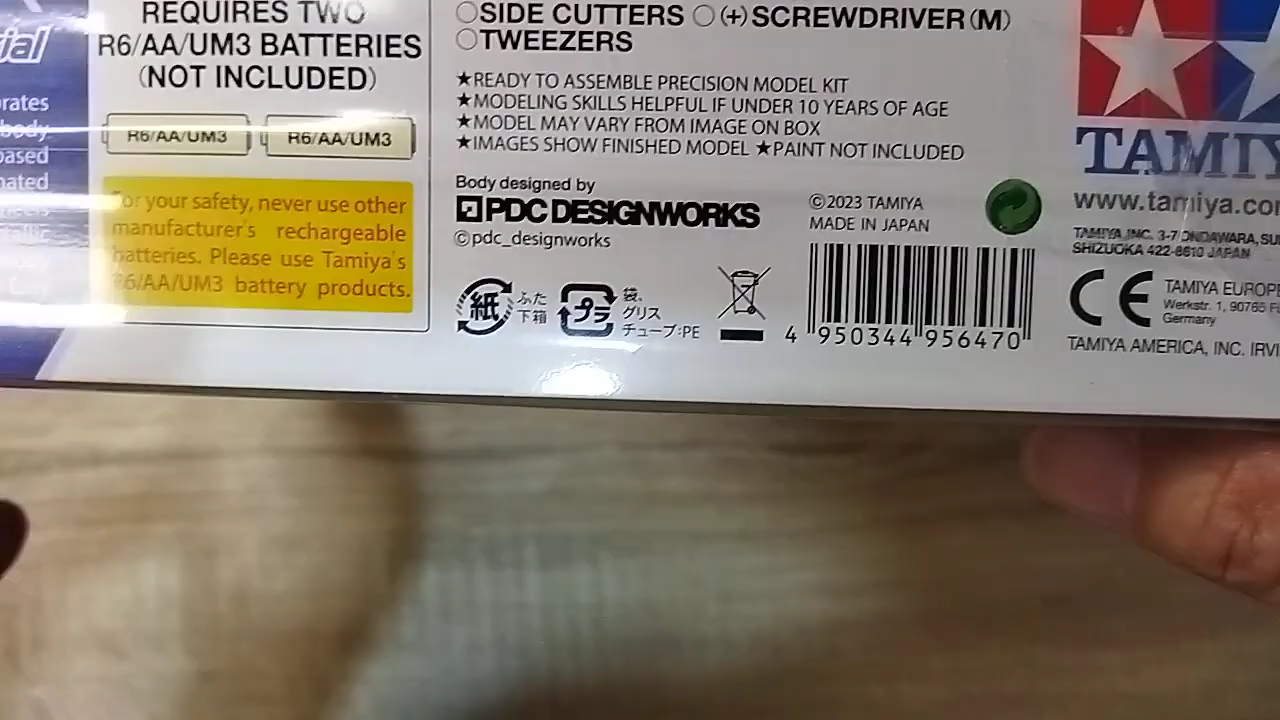 ial
orates
body
based
nated
REQUIRES TWO
R6/AA/UM3 BATTERIES
(NOT INCLUDED)
R6/AA/UM3 R6/AA/UM3
For your safety, never use other
manufacturer's rechargeable
batteries. Please use Tamiya's
R6/AA/UM3 battery products.
○SIDE CUTTERS ○(+)SCREWDRIVER(M)
○TWEEZERS
★READY TO ASSEMBLE PRECISION MODEL KIT
★MODELING SKILLS HELPFUL IF UNDER 10 YEARS OF AGE
★MODEL MAY VARY FROM IMAGE ON BOX
★IMAGES SHOW FINISHED MODEL ★PAINT NOT INCLUDED
Body designed by
PDC DESIGNWORKS
©pdc_designworks
紙 ふた
下箱
プラ 袋、
グリス
チューブ:PE
©2023 TAMIYA
MADE IN JAPAN
4 950344 956470
TAMIY
www.tamiya.co
TAMIYA, INC. 3-7 ONDAWARA, SU
SHIZUOKA 422-8610 JAPAN
CE TAMIYA EUROPE
Werkstr. 1, 90765 F
Germany
TAMIYA AMERICA, INC. IRVI